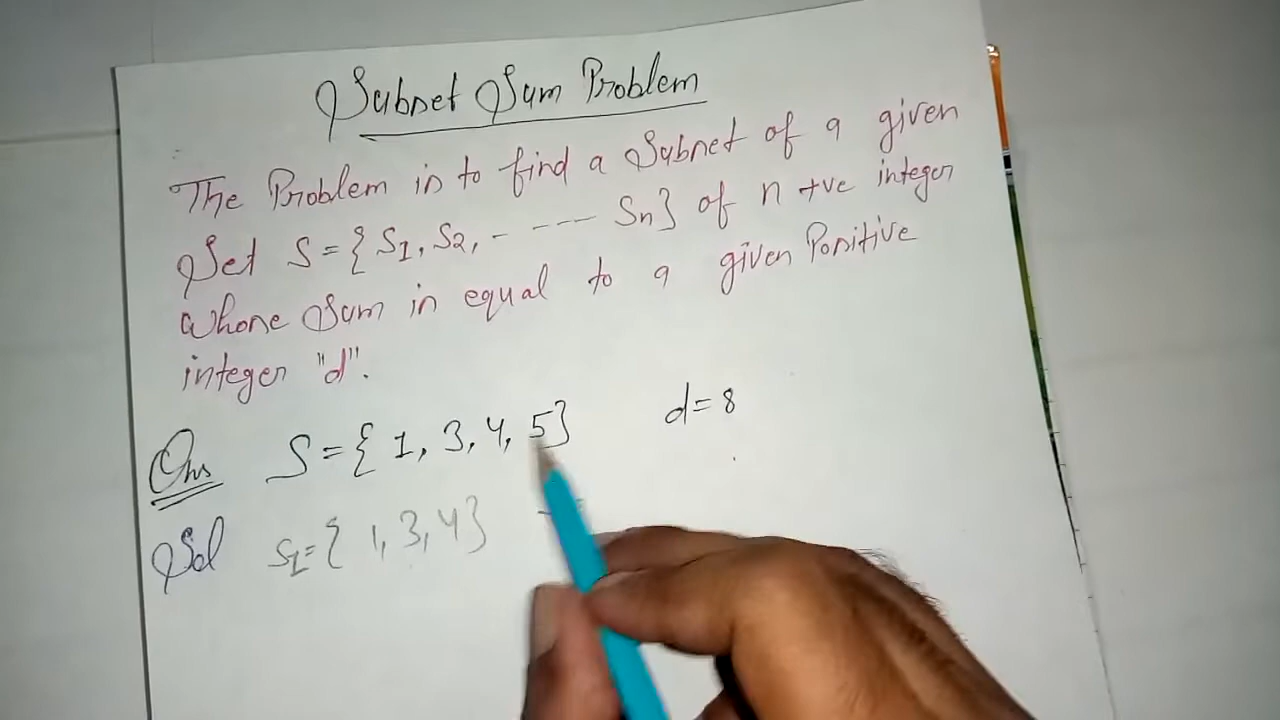 Subset Sum Problem
The Problem is to find a Subset of a given
Set S = { S1, S2, - - --- Sn } of n +ve integer
whose Sum is equal to a given Positive
integer "d".
Qns S = { 1, 3, 4, 5 } d = 8
Sol S1 = { 1, 3, 4 }